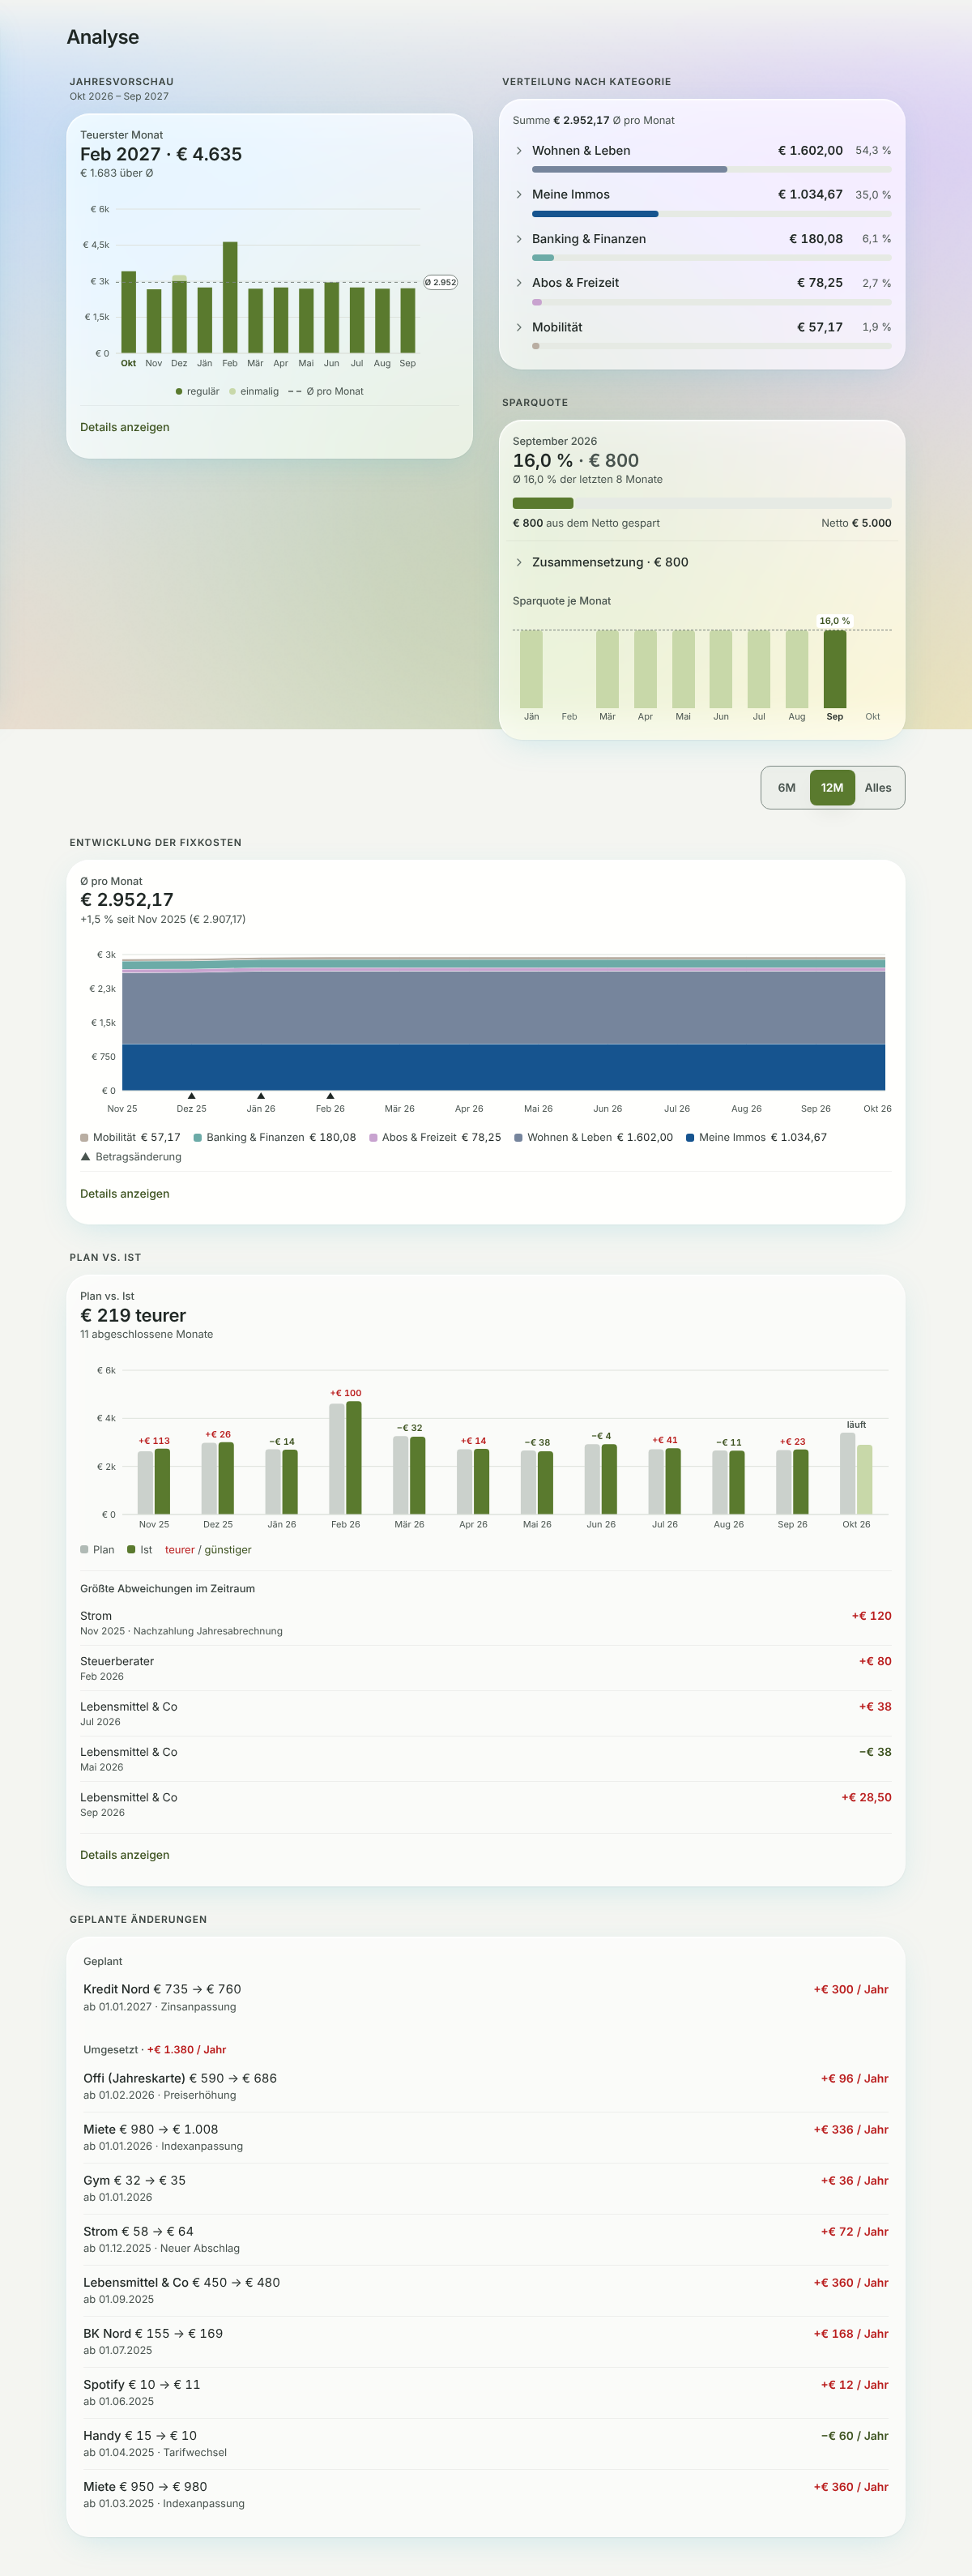 Analyse
JAHRESVORSCHAU
Okt 2026 – Sep 2027
Teuerster Monat
Feb 2027 · € 4.635
€ 1.683 über Ø
€ 6k
€ 4,5k
€ 3k
Ø 2.952
€ 1,5k
€ 0
Okt Nov Dez Jän Feb Mär Apr Mai Jun Jul Aug Sep
regulär einmalig Ø pro Monat
Details anzeigen
VERTEILUNG NACH KATEGORIE
Summe € 2.952,17 Ø pro Monat
Wohnen & Leben € 1.602,00 54,3 %
Meine Immos € 1.034,67 35,0 %
Banking & Finanzen € 180,08 6,1 %
Abos & Freizeit € 78,25 2,7 %
Mobilität € 57,17 1,9 %
SPARQUOTE
September 2026
16,0 % · € 800
Ø 16,0 % der letzten 8 Monate
€ 800 aus dem Netto gespart Netto € 5.000
Zusammensetzung · € 800
Sparquote je Monat
16,0 %
Jän Feb Mär Apr Mai Jun Jul Aug Sep Okt
6M 12M Alles
ENTWICKLUNG DER FIXKOSTEN
Ø pro Monat
€ 2.952,17
+1,5 % seit Nov 2025 (€ 2.907,17)
€ 3k
€ 2,3k
€ 1,5k
€ 750
€ 0
Nov 25 Dez 25 Jän 26 Feb 26 Mär 26 Apr 26 Mai 26 Jun 26 Jul 26 Aug 26 Sep 26 Okt 26
Mobilität € 57,17 Banking & Finanzen € 180,08 Abos & Freizeit € 78,25 Wohnen & Leben € 1.602,00 Meine Immos € 1.034,67
Betragsänderung
Details anzeigen
PLAN VS. IST
Plan vs. Ist
€ 219 teurer
11 abgeschlossene Monate
€ 6k
€ 4k
€ 2k
€ 0
+€ 113 +€ 26 −€ 14 +€ 100 −€ 32 +€ 14 −€ 38 −€ 4 +€ 41 −€ 11 +€ 23 läuft
Nov 25 Dez 25 Jän 26 Feb 26 Mär 26 Apr 26 Mai 26 Jun 26 Jul 26 Aug 26 Sep 26 Okt 26
Plan Ist teurer / günstiger
Größte Abweichungen im Zeitraum
Strom +€ 120
Nov 2025 · Nachzahlung Jahresabrechnung
Steuerberater +€ 80
Feb 2026
Lebensmittel & Co +€ 38
Jul 2026
Lebensmittel & Co −€ 38
Mai 2026
Lebensmittel & Co +€ 28,50
Sep 2026
Details anzeigen
GEPLANTE ÄNDERUNGEN
Geplant
Kredit Nord € 735 → € 760 +€ 300 / Jahr
ab 01.01.2027 · Zinsanpassung
Umgesetzt · +€ 1.380 / Jahr
Offi (Jahreskarte) € 590 → € 686 +€ 96 / Jahr
ab 01.02.2026 · Preiserhöhung
Miete € 980 → € 1.008 +€ 336 / Jahr
ab 01.01.2026 · Indexanpassung
Gym € 32 → € 35 +€ 36 / Jahr
ab 01.01.2026
Strom € 58 → € 64 +€ 72 / Jahr
ab 01.12.2025 · Neuer Abschlag
Lebensmittel & Co € 450 → € 480 +€ 360 / Jahr
ab 01.09.2025
BK Nord € 155 → € 169 +€ 168 / Jahr
ab 01.07.2025
Spotify € 10 → € 11 +€ 12 / Jahr
ab 01.06.2025
Handy € 15 → € 10 −€ 60 / Jahr
ab 01.04.2025 · Tarifwechsel
Miete € 950 → € 980 +€ 360 / Jahr
ab 01.03.2025 · Indexanpassung